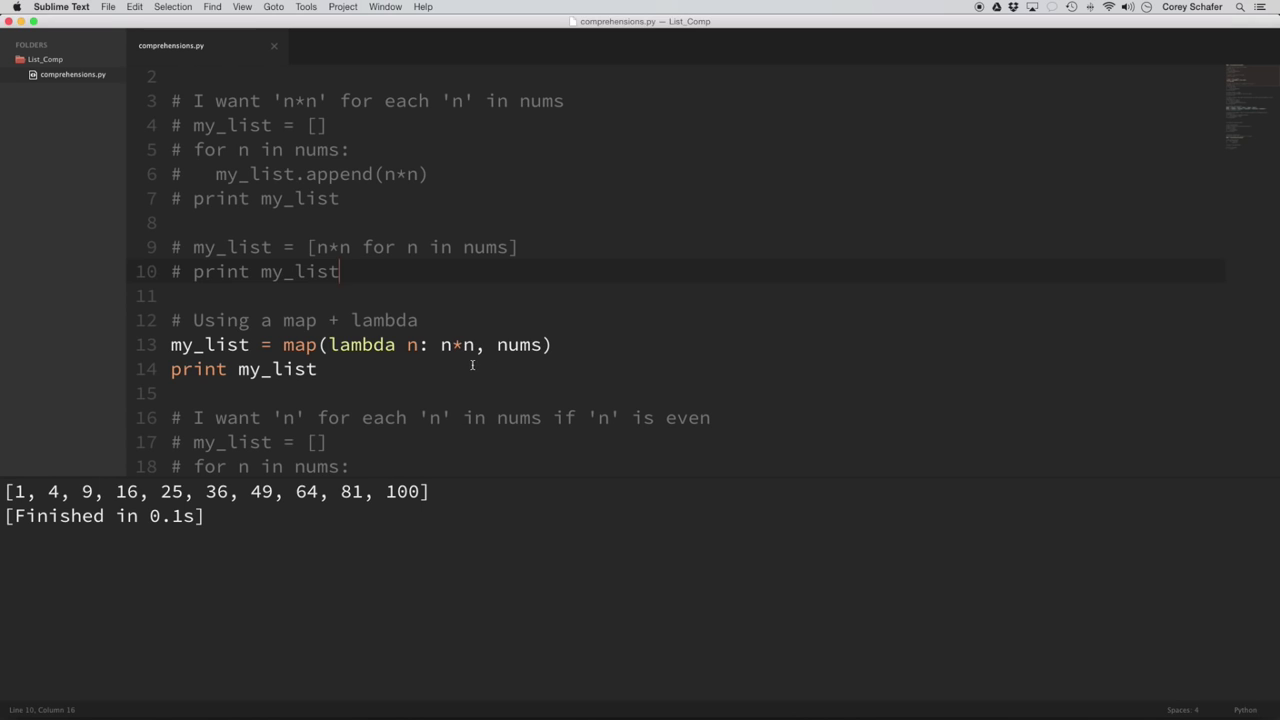 Sublime Text File Edit Selection Find View Goto Tools Project Window Help Corey Schafer
comprehensions.py — List_Comp
FOLDERS
List_Comp
comprehensions.py
comprehensions.py
2
3 # I want 'n*n' for each 'n' in nums
4 # my_list = []
5 # for n in nums:
6 #   my_list.append(n*n)
7 # print my_list
8
9 # my_list = [n*n for n in nums]
10 # print my_list
11
12 # Using a map + lambda
13 my_list = map(lambda n: n*n, nums)
14 print my_list
15
16 # I want 'n' for each 'n' in nums if 'n' is even
17 # my_list = []
18 # for n in nums:
[1, 4, 9, 16, 25, 36, 49, 64, 81, 100]
[Finished in 0.1s]
Line 10, Column 16 Spaces: 4 Python